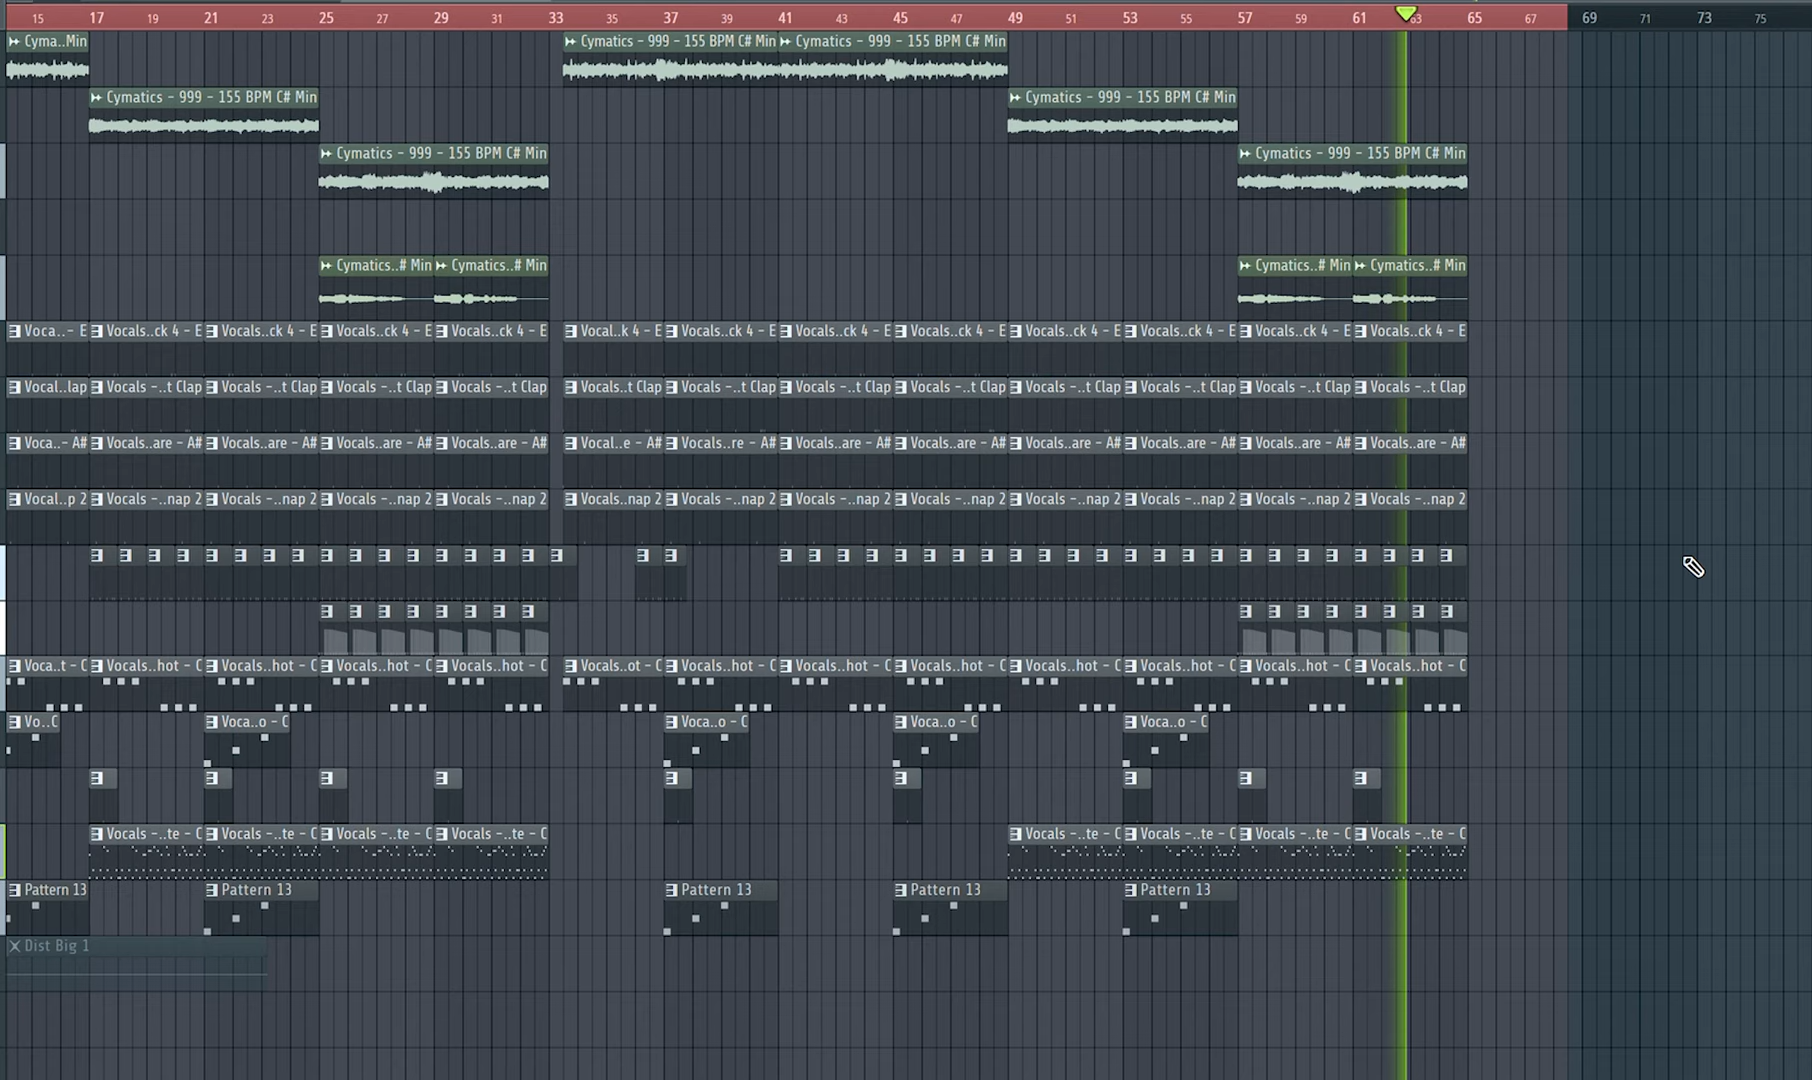 15 17 19 21 23 25 27 29 31 33 35 37 39 41 43 45 47 49 51 53 55 57 59 61 63 65 67 69 71 73 75
Cyma..Min Cymatics - 999 - 155 BPM C# Min Cymatics - 999 - 155 BPM C# Min
Cymatics - 999 - 155 BPM C# Min Cymatics - 999 - 155 BPM C# Min
Cymatics - 999 - 155 BPM C# Min Cymatics - 999 - 155 BPM C# Min
Cymatics..# Min Cymatics..# Min Cymatics..# Min Cymatics..# Min
Voca..- E Vocals..ck 4 - E Vocals..ck 4 - E Vocals..ck 4 - E Vocals..ck 4 - E Vocal..k 4 - E Vocals..ck 4 - E Vocals..ck 4 - E Vocals..ck 4 - E Vocals..ck 4 - E Vocals..ck 4 - E Vocals..ck 4 - E Vocals..ck 4 - E
Vocal..lap Vocals -..t Clap Vocals -..t Clap Vocals -..t Clap Vocals -..t Clap Vocals..t Clap Vocals -..t Clap Vocals -..t Clap Vocals -..t Clap Vocals -..t Clap Vocals -..t Clap Vocals -..t Clap Vocals -..t Clap
Voca..- A# Vocals..are - A# Vocals..are - A# Vocals..are - A# Vocals..are - A# Vocal..e - A# Vocals..re - A# Vocals..are - A# Vocals..are - A# Vocals..are - A# Vocals..are - A# Vocals..are - A# Vocals..are - A#
Vocal..p 2 Vocals -..nap 2 Vocals -..nap 2 Vocals -..nap 2 Vocals -..nap 2 Vocals..nap 2 Vocals -..nap 2 Vocals -..nap 2 Vocals -..nap 2 Vocals -..nap 2 Vocals -..nap 2 Vocals -..nap 2 Vocals -..nap 2
Voca..t - C Vocals..hot - C Vocals..hot - C Vocals..hot - C Vocals..hot - C Vocals..ot - C Vocals..hot - C Vocals..hot - C Vocals..hot - C Vocals..hot - C Vocals..hot - C Vocals..hot - C Vocals..hot - C
Vo..C Voca..o - C Voca..o - C Voca..o - C Voca..o - C
Vocals -..te - C Vocals -..te - C Vocals -..te - C Vocals -..te - C Vocals -..te - C Vocals -..te - C Vocals -..te - C Vocals -..te - C
Pattern 13 Pattern 13 Pattern 13 Pattern 13 Pattern 13
Dist Big 1